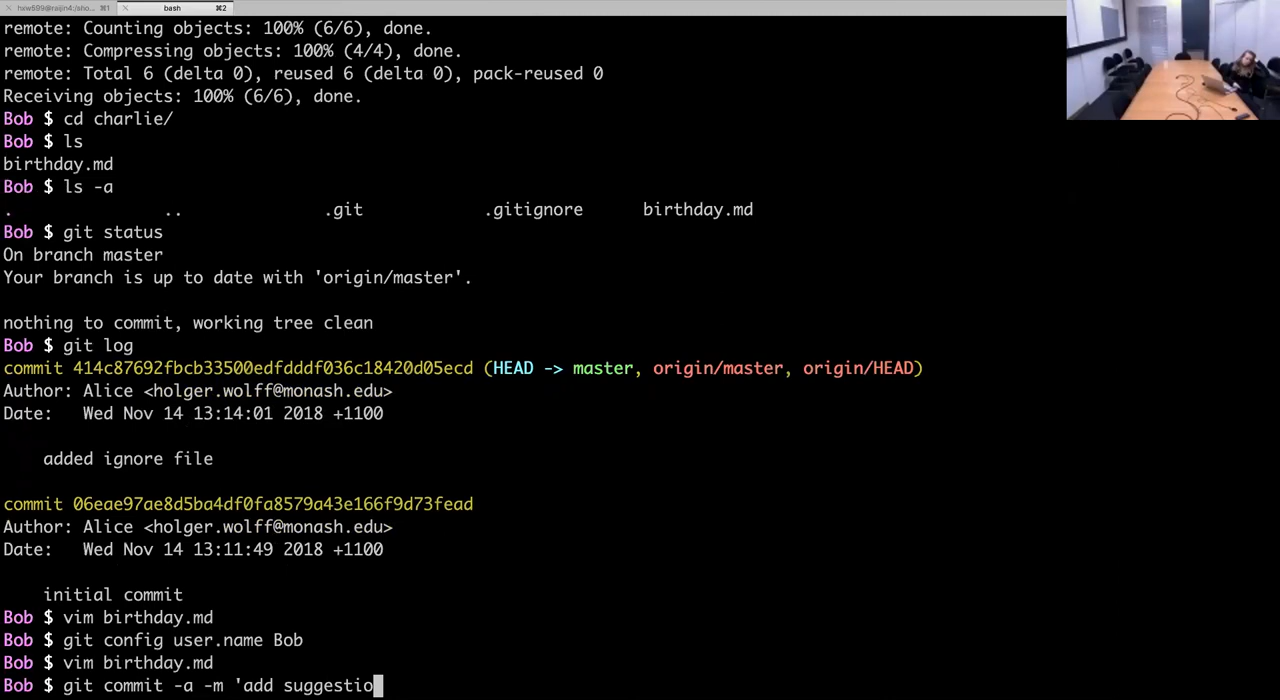 hxw599@raijin4:/sho... ⌘1 bash ⌘2
remote: Counting objects: 100% (6/6), done.
remote: Compressing objects: 100% (4/4), done.
remote: Total 6 (delta 0), reused 6 (delta 0), pack-reused 0
Receiving objects: 100% (6/6), done.
Bob $ cd charlie/
Bob $ ls
birthday.md
Bob $ ls -a
. .. .git .gitignore birthday.md
Bob $ git status
On branch master
Your branch is up to date with 'origin/master'.
nothing to commit, working tree clean
Bob $ git log
commit 414c87692fbcb33500edfdddf036c18420d05ecd (HEAD -> master, origin/master, origin/HEAD)
Author: Alice <holger.wolff@monash.edu>
Date: Wed Nov 14 13:14:01 2018 +1100
added ignore file
commit 06eae97ae8d5ba4df0fa8579a43e166f9d73fead
Author: Alice <holger.wolff@monash.edu>
Date: Wed Nov 14 13:11:49 2018 +1100
initial commit
Bob $ vim birthday.md
Bob $ git config user.name Bob
Bob $ vim birthday.md
Bob $ git commit -a -m 'add suggestio